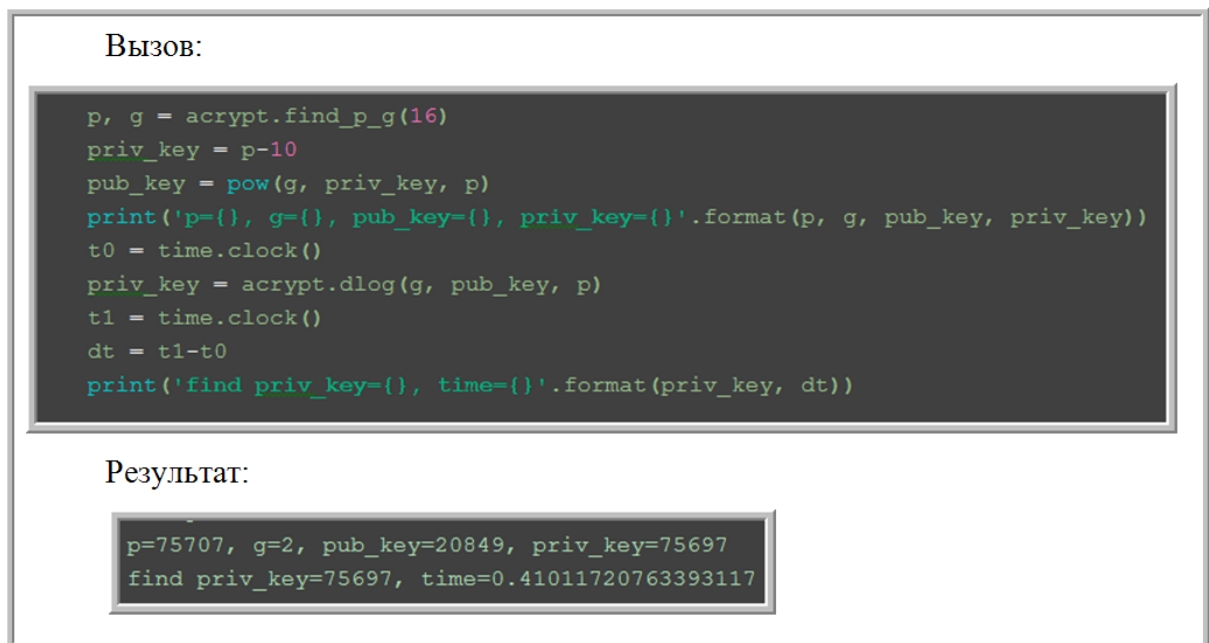 Вызов:
p, g = acrypt.find_p_g(16)
priv_key = p-10
pub_key = pow(g, priv_key, p)
print('p={}, g={}, pub_key={}, priv_key={}'.format(p, g, pub_key, priv_key))
t0 = time.clock()
priv_key = acrypt.dlog(g, pub_key, p)
t1 = time.clock()
dt = t1-t0
print('find priv_key={}, time={}'.format(priv_key, dt))
Результат:
p=75707, g=2, pub_key=20849, priv_key=75697
find priv_key=75697, time=0.41011720763393117